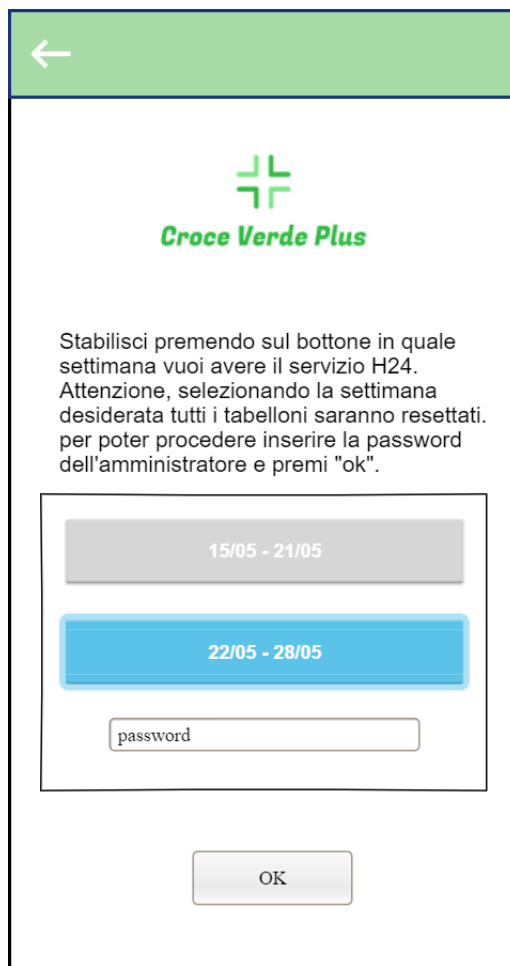 Croce Verde Plus
Stabilisci premendo sul bottone in quale
settimana vuoi avere il servizio H24.
Attenzione, selezionando la settimana
desiderata tutti i tabelloni saranno resettati.
per poter procedere inserire la password
dell'amministratore e premi "ok".
15/05 - 21/05
22/05 - 28/05
password
OK